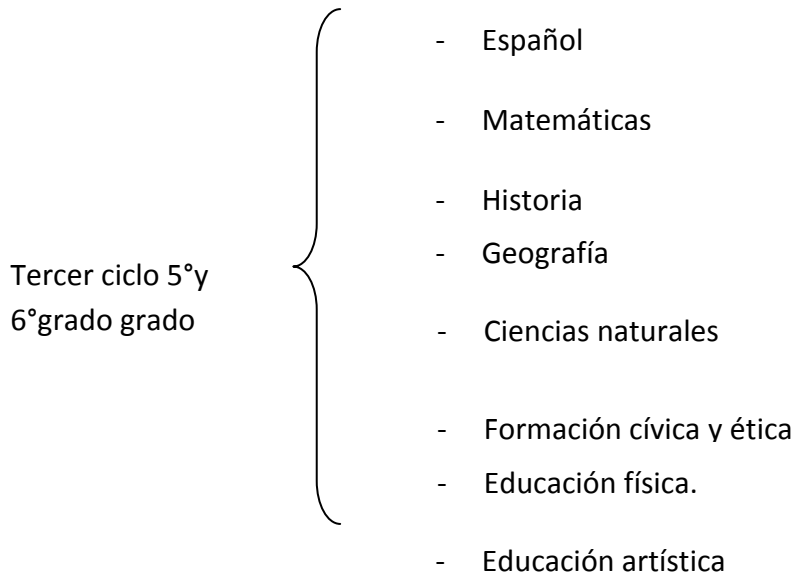 Tercer ciclo 5°y
6°grado grado
- Español
- Matemáticas
- Historia
- Geografía
- Ciencias naturales
- Formación cívica y ética
- Educación física.
- Educación artística